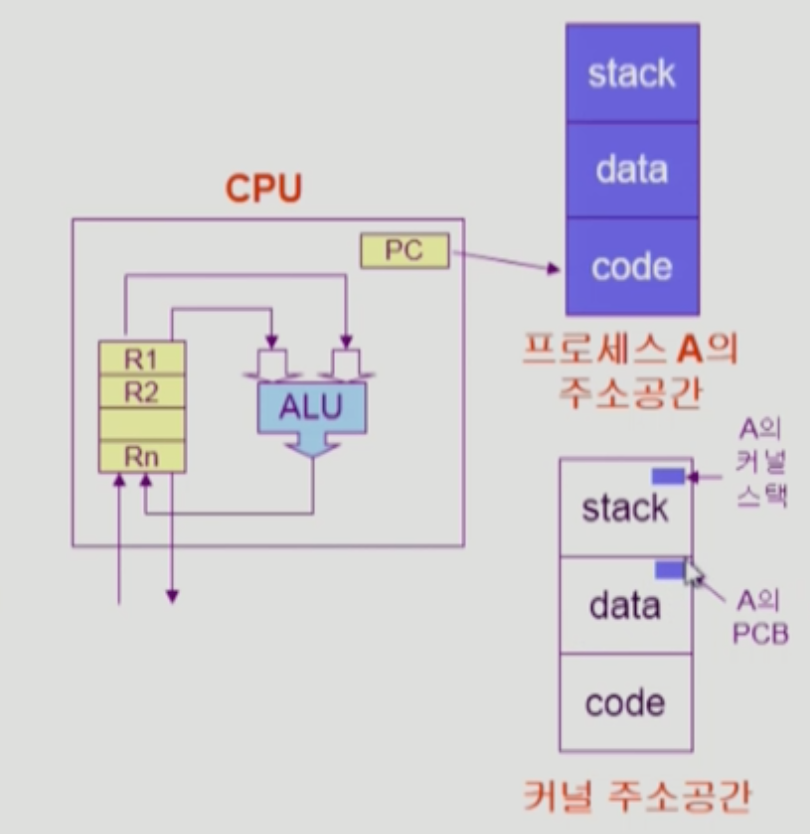 CPU
PC
R1
R2
Rn
ALU
stack
data
code
프로세스 A의
주소공간
A의
커널
스택
stack
data
A의
PCB
code
커널 주소공간